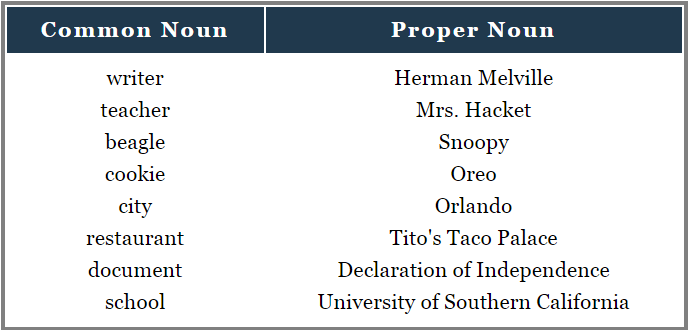 Common Noun Proper Noun
writer Herman Melville
teacher Mrs. Hacket
beagle Snoopy
cookie Oreo
city Orlando
restaurant Tito's Taco Palace
document Declaration of Independence
school University of Southern California